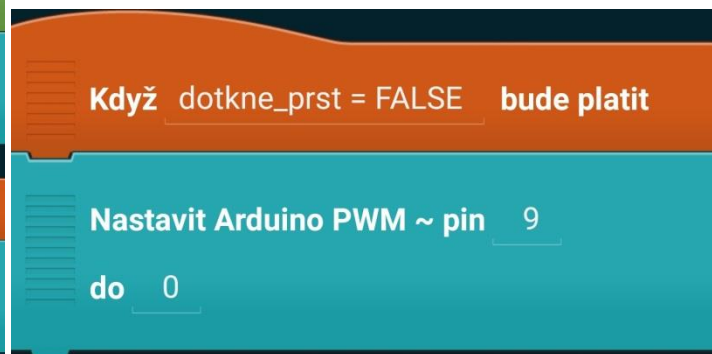 Když dotkne_prst = FALSE bude platit
Nastavit Arduino PWM ~ pin 9
do 0